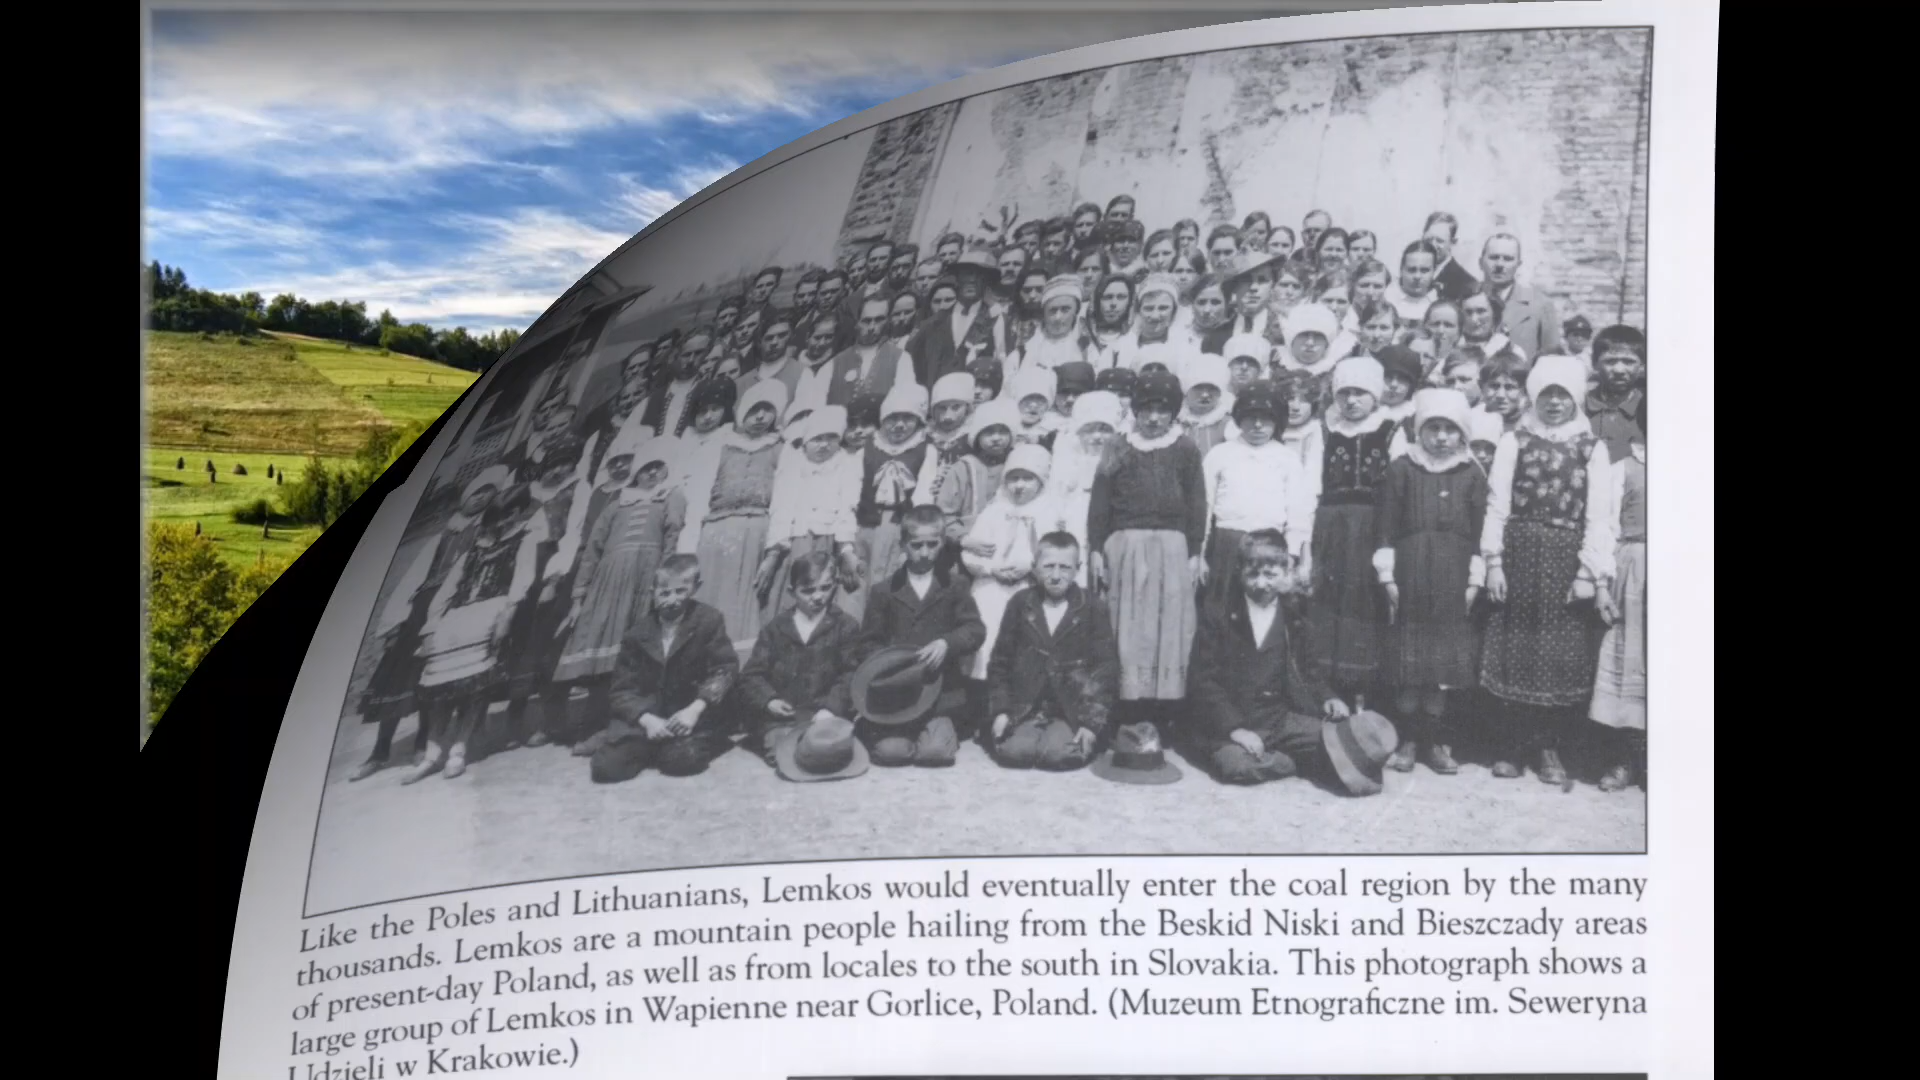 Like the Poles and Lithuanians, Lemkos would eventually enter the coal region by the many
thousands. Lemkos are a mountain people hailing from the Beskid Niski and Bieszczady areas
of present-day Poland, as well as from locales to the south in Slovakia. This photograph shows a
large group of Lemkos in Wapienne near Gorlice, Poland. (Muzeum Etnograficzne im. Seweryna
Udzieli w Krakowie.)